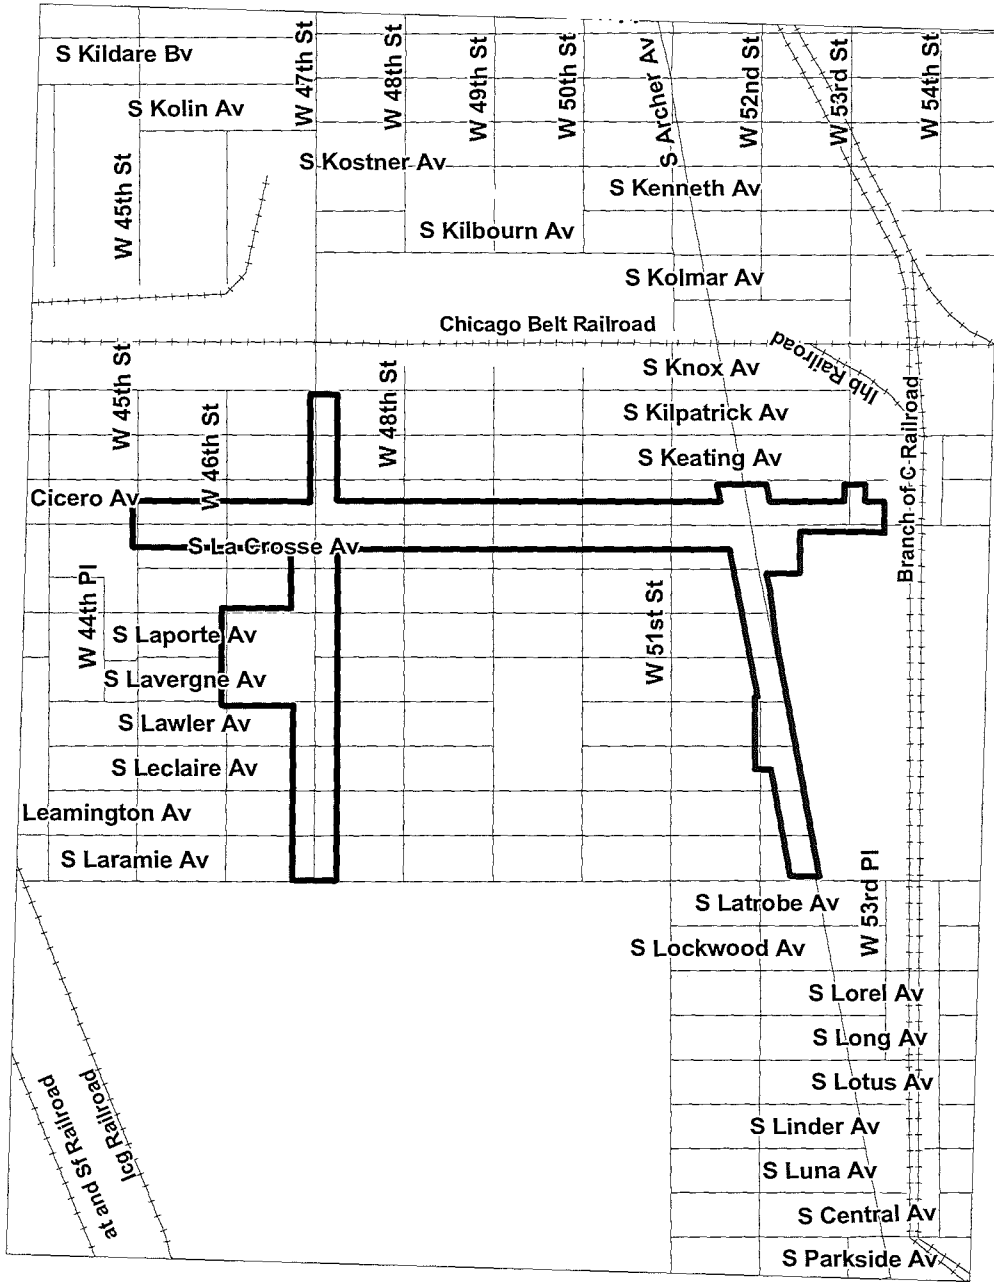 S Kildare Bv
S Kolin Av
W 47th St
W 48th St
W 49th St
W 50th St
S Archer Av
W 52nd St
W 53rd St
W 54th St
W 45th St
S Kostner Av
S Kenneth Av
S Kilbourn Av
S Kolmar Av
Chicago Belt Railroad
W 45th St
W 46th St
W 48th St
S Knox Av
Ihb Railroad
S Kilpatrick Av
S Keating Av
Branch of C Railroad
Cicero Av
S La Crosse Av
W 44th Pl
W 51st St
S Laporte Av
S Lavergne Av
S Lawler Av
S Leclaire Av
Leamington Av
S Laramie Av
W 53rd Pl
S Latrobe Av
S Lockwood Av
S Lorel Av
S Long Av
S Lotus Av
S Linder Av
S Luna Av
S Central Av
S Parkside Av
at and Sf Railroad
Icg Railroad